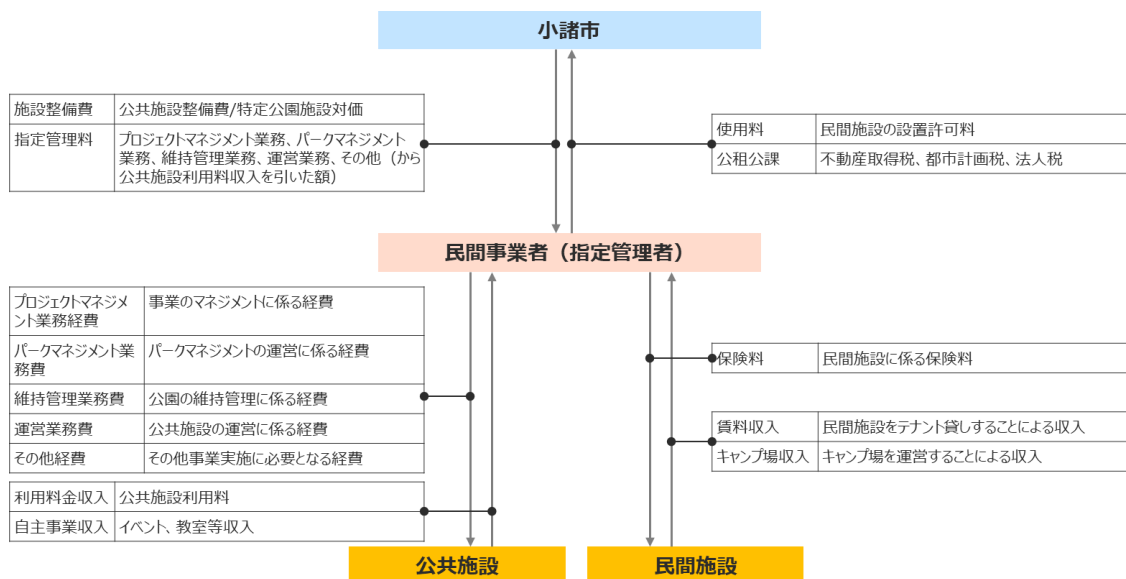 小諸市
施設整備費 公共施設整備費/特定公園施設対価
指定管理料 プロジェクトマネジメント業務、パークマネジメント
業務、維持管理業務、運営業務、その他（から
公共施設利用料収入を引いた額）
使用料 民間施設の設置許可料
公租公課 不動産取得税、都市計画税、法人税
民間事業者（指定管理者）
プロジェクトマネジメ
ント業務経費
事業のマネジメントに係る経費
パークマネジメント業
務費
パークマネジメントの運営に係る経費
維持管理業務費 公園の維持管理に係る経費
運営業務費 公共施設の運営に係る経費
その他経費 その他事業実施に必要となる経費
利用料金収入 公共施設利用料
自主事業収入 イベント、教室等収入
保険料 民間施設に係る保険料
賃料収入 民間施設をテナント貸しすることによる収入
キャンプ場収入 キャンプ場を運営することによる収入
公共施設
民間施設